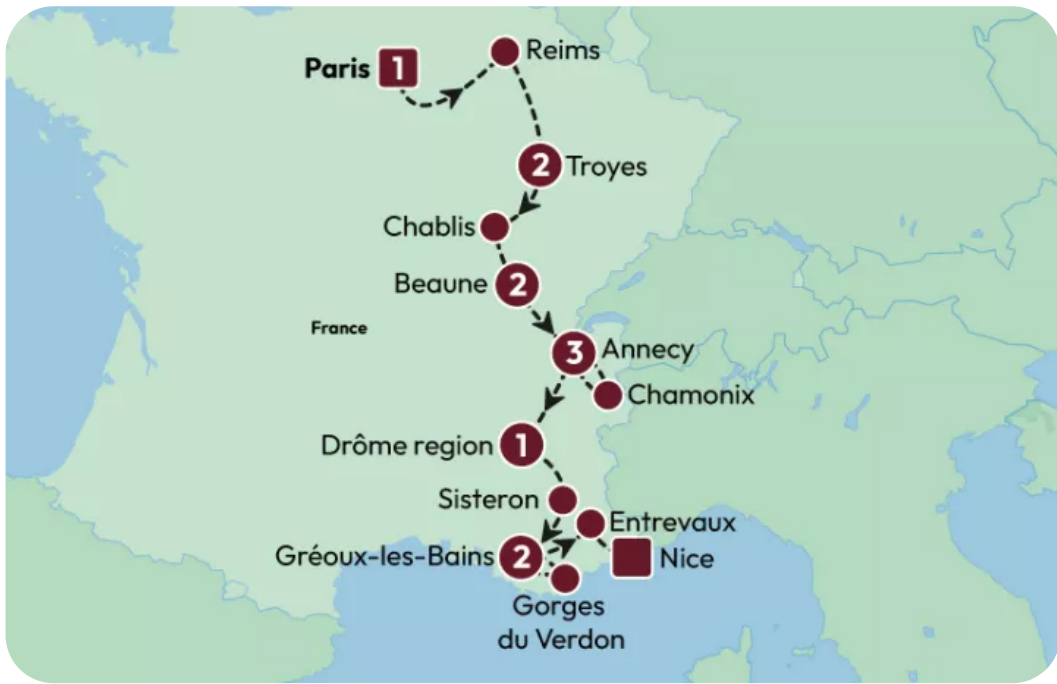 Paris 1
Reims
2 Troyes
Chablis
Beaune 2
France
3 Annecy
Chamonix
Drôme region 1
Sisteron
Entrevaux
Gréoux-les-Bains 2
Nice
Gorges
du Verdon